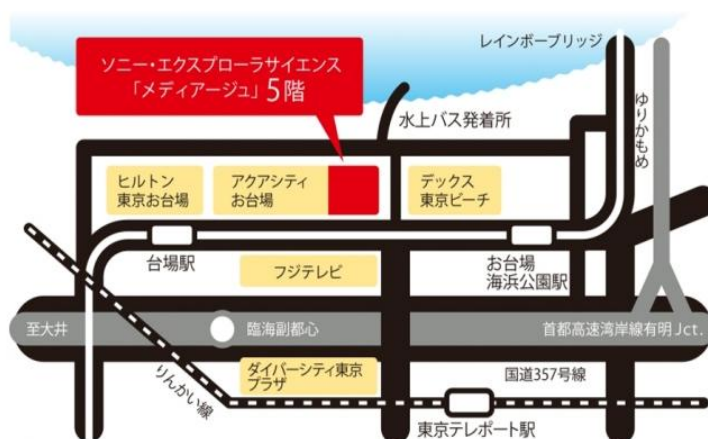 レインボーブリッジ
ソニー・エクスプローラサイエンス
「メディアージュ」5階
ゆりかもめ
水上バス発着所
ヒルトン
東京お台場
アクアシティ
お台場
デックス
東京ビーチ
台場駅
お台場
海浜公園駅
フジテレビ
至大井
臨海副都心
首都高速湾岸線有明Jct.
りんかい線
ダイバーシティ東京
プラザ
国道357号線
東京テレポート駅